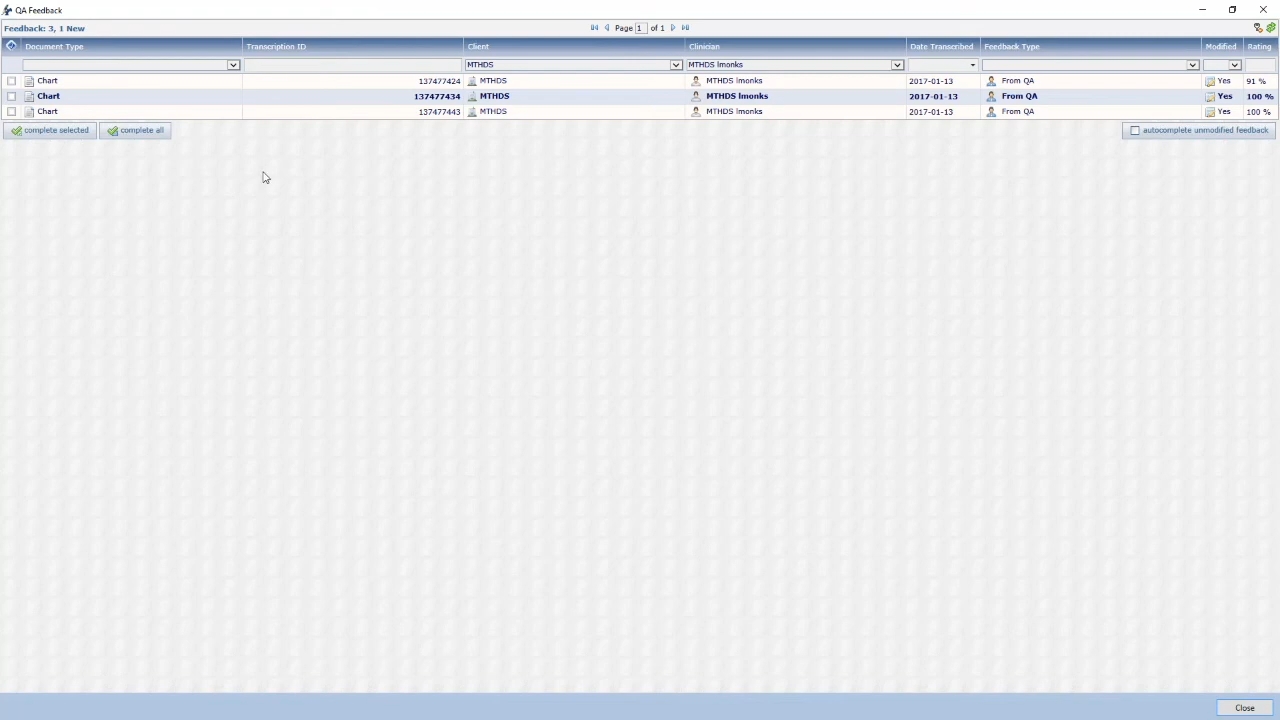 QA Feedback
Feedback: 3, 1 New Page 1 of 1
Document Type Transcription ID Client Clinician Date Transcribed Feedback Type Modified Rating
MTHDS MTHDS lmonks
Chart 137477424 MTHDS MTHDS lmonks 2017-01-13 From QA Yes 91 %
Chart 137477434 MTHDS MTHDS lmonks 2017-01-13 From QA Yes 100 %
Chart 137477443 MTHDS MTHDS lmonks 2017-01-13 From QA Yes 100 %
complete selected complete all autocomplete unmodified feedback
Close